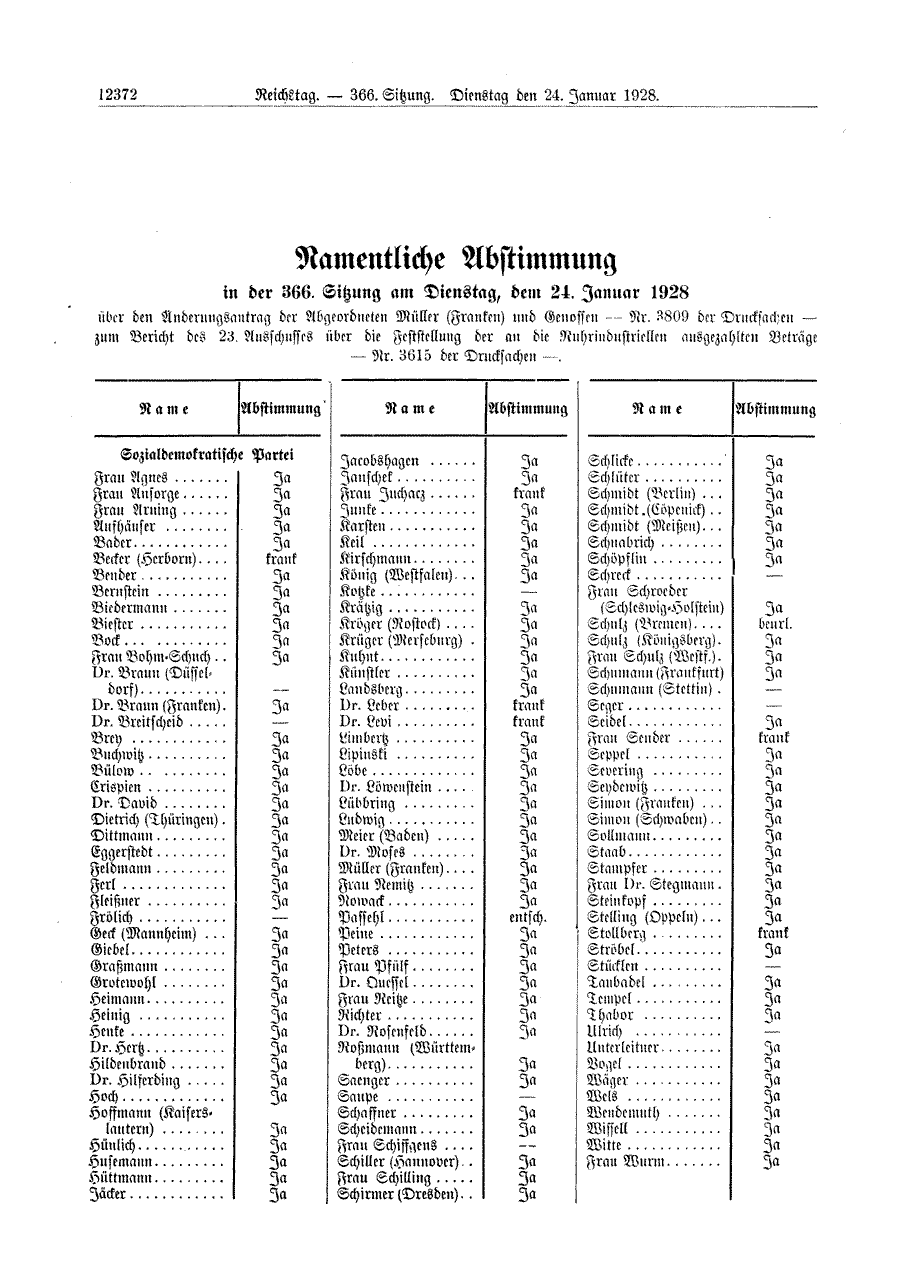 12372 Reichstag. — 366. Sitzung. Dienstag den 24. Januar 1928.
Namentliche Abstimmung
in der 366. Sitzung am Dienstag, dem 24. Januar 1928
über den Änderungsantrag der Abgeordneten Müller (Franken) und Genossen — Nr. 3809 der Drucksachen —
zum Bericht des 23. Ausschusses über die Feststellung der an die Ruhrindustriellen ausgezahlten Beträge
— Nr. 3615 der Drucksachen —.
Name Abstimmung
Sozialdemokratische Partei
Frau Agnes ....... Ja
Frau Ansorge ...... Ja
Frau Arning ...... Ja
Aufhäuser ........ Ja
Bader ............ Ja
Becker (Herborn) .... krank
Bender ........... Ja
Bernstein ......... Ja
Biedermann ....... Ja
Biester ........... Ja
Bock ... ......... Ja
Frau Bohm-Schuch .. Ja
Dr. Braun (Düssel-
dorf) ........... —
Dr. Braun (Franken) . Ja
Dr. Breitscheid ..... —
Brey ............ Ja
Buchwitz .......... Ja
Bülow .. ........ Ja
Crispien .......... Ja
Dr. David ........ Ja
Dietrich (Thüringen) . Ja
Dittmann ......... Ja
Eggerstedt ......... Ja
Feldmann ......... Ja
Ferl ............. Ja
Fleißner .......... Ja
Frölich ........... —
Geck (Mannheim) ... Ja
Giebel ............ Ja
Graßmann ........ Ja
Grotewohl ........ Ja
Heimann .......... Ja
Heinig ........... Ja
Henke ............ Ja
Dr. Hertz .......... Ja
Hildenbrand ....... Ja
Dr. Hilferding ..... Ja
Hoch ............. Ja
Hoffmann (Kaisers-
lautern) ........ Ja
Hünlich ........... Ja
Husemann ......... Ja
Hüttmann ......... Ja
Jäcker ............ Ja
Name Abstimmung
Jacobshagen ...... Ja
Janschek .......... Ja
Frau Juchacz ...... krank
Junke ............ Ja
Karsten ........... Ja
Keil ............. Ja
Kirschmann ........ Ja
König (Westfalen) ... Ja
Kotzke ............ —
Krätzig ........... Ja
Kröger (Rostock) .... Ja
Krüger (Merseburg) . Ja
Kuhnt ............ Ja
Künstler .......... Ja
Landsberg ......... Ja
Dr. Leber ......... krank
Dr. Levi .......... krank
Limbertz .......... Ja
Lipinski .......... Ja
Löbe ............. Ja
Dr. Löwenstein ..... Ja
Lübbring ......... Ja
Ludwig ........... Ja
Meier (Baden) ..... Ja
Dr. Moses ........ Ja
Müller (Franken) .... Ja
Frau Nemitz ....... Ja
Nowack ........... Ja
Passehl ........... entsch.
Peine ............ Ja
Peters ........... Ja
Frau Pfülf ........ Ja
Dr. Quessel ........ Ja
Frau Reitze ........ Ja
Richter ........... Ja
Dr. Rosenfeld ...... Ja
Roßmann (Württem-
berg) ........... Ja
Saenger .......... Ja
Saupe ........... —
Schaffner ......... Ja
Scheidemann ....... Ja
Frau Schiffgens .... —
Schiller (Hannover) .. Ja
Frau Schilling ..... Ja
Schirmer (Dresden) .. Ja
Name Abstimmung
Schlicke ........... Ja
Schlüter .......... Ja
Schmidt (Berlin) ... Ja
Schmidt (Cöpenick) .. Ja
Schmidt (Meißen) ... Ja
Schnabrich ........ Ja
Schöpflin ......... Ja
Schreck ........... —
Frau Schroeder
(Schleswig-Holstein) Ja
Schulz (Bremen) .... beurl.
Schulz (Königsberg) . Ja
Frau Schulz (Westf.) . Ja
Schumann (Frankfurt) Ja
Schumann (Stettin) . —
Seger ............ —
Seidel ............ Ja
Frau Sender ...... krank
Seppel ........... Ja
Severing ......... Ja
Seydewitz ......... Ja
Simon (Franken) ... Ja
Simon (Schwaben) .. Ja
Sollmann ......... Ja
Staab ............ Ja
Stampfer ......... Ja
Frau Dr. Stegmann . Ja
Steinkopf ......... Ja
Stelling (Oppeln) ... Ja
Stollberg ......... krank
Ströbel ........... Ja
Stücklen .......... —
Taubadel ......... Ja
Tempel ........... Ja
Thabor .......... Ja
Ulrich ........... —
Unterleitner ........ Ja
Vogel ............ Ja
Wäger ........... Ja
Wels ............ Ja
Wendemuth ....... Ja
Wissell .......... Ja
Witte ............ Ja
Frau Wurm ....... Ja